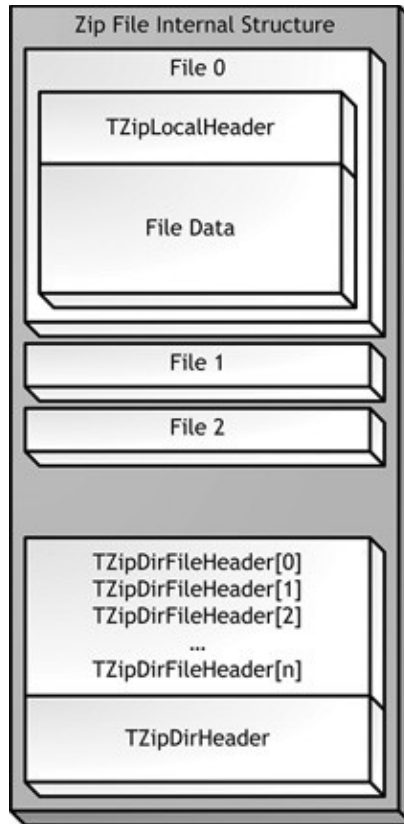 Zip File Internal Structure
File 0
TZipLocalHeader
File Data
File 1
File 2
TZipDirFileHeader[0]
TZipDirFileHeader[1]
TZipDirFileHeader[2]
...
TZipDirFileHeader[n]
TZipDirHeader